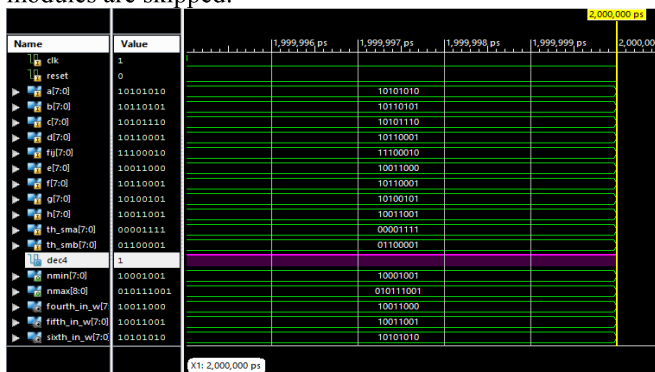 modules are skipped.
2,000,000 ps
Name Value 1,999,996 ps 1,999,997 ps 1,999,998 ps 1,999,999 ps 2,000,00
clk 1
reset 0
a[7:0] 10101010 10101010
b[7:0] 10110101 10110101
c[7:0] 10101110 10101110
d[7:0] 10110001 10110001
fij[7:0] 11100010 11100010
e[7:0] 10011000 10011000
f[7:0] 10110001 10110001
g[7:0] 10100101 10100101
h[7:0] 10011001 10011001
th_sma[7:0] 00001111 00001111
th_smb[7:0] 01100001 01100001
dec4 1
nmin[7:0] 10001001 10001001
nmax[8:0] 010111001 010111001
fourth_in_w[7: 10011000 10011000
fifth_in_w[7:0] 10011001 10011001
sixth_in_w[7:0] 10101010 10101010
X1: 2,000,000 ps